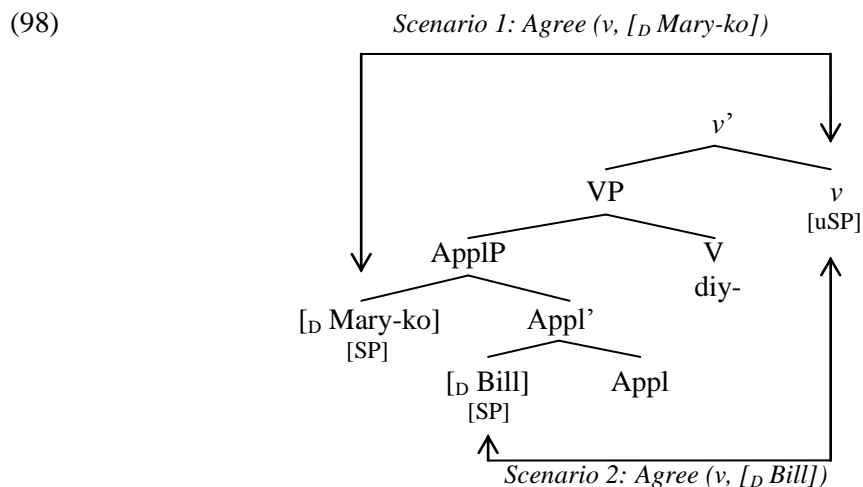 (98)
Scenario 1: Agree (v, [D Mary-ko])
v’
VP v
[uSP]
ApplP V
diy-
[D Mary-ko] Appl’
[SP]
[D Bill] Appl
[SP]
Scenario 2: Agree (v, [D Bill])